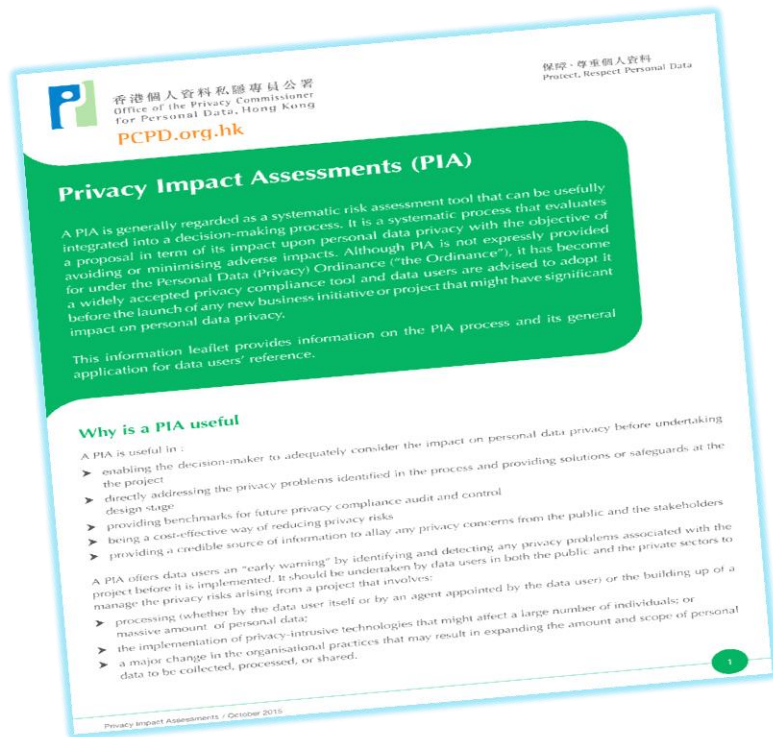 香港個人資料私隱專員公署
Office of the Privacy Commissioner
for Personal Data, Hong Kong
PCPD.org.hk
保障·尊重個人資料
Protect, Respect Personal Data
Privacy Impact Assessments (PIA)
A PIA is generally regarded as a systematic risk assessment tool that can be usefully
integrated into a decision-making process. It is a systematic process that evaluates
a proposal in term of its impact upon personal data privacy with the objective of
avoiding or minimising adverse impacts. Although PIA is not expressly provided
for under the Personal Data (Privacy) Ordinance ("the Ordinance"), it has become
a widely accepted privacy compliance tool and data users are advised to adopt it
before the launch of any new business initiative or project that might have significant
impact on personal data privacy.
This information leaflet provides information on the PIA process and its general
application for data users' reference.
Why is a PIA useful
A PIA is useful in :
➤ enabling the decision-maker to adequately consider the impact on personal data privacy before undertaking
the project
➤ directly addressing the privacy problems identified in the process and providing solutions or safeguards at the
design stage
➤ providing benchmarks for future privacy compliance audit and control
➤ being a cost-effective way of reducing privacy risks
➤ providing a credible source of information to allay any privacy concerns from the public and the stakeholders
A PIA offers data users an "early warning" by identifying and detecting any privacy problems associated with the
project before it is implemented. It should be undertaken by data users in both the public and the private sectors to
manage the privacy risks arising from a project that involves:
➤ processing (whether by the data user itself or by an agent appointed by the data user) or the building up of a
massive amount of personal data;
➤ the implementation of privacy-intrusive technologies that might affect a large number of individuals; or
➤ a major change in the organisational practices that may result in expanding the amount and scope of personal
data to be collected, processed, or shared.
Privacy Impact Assessments / October 2015
1